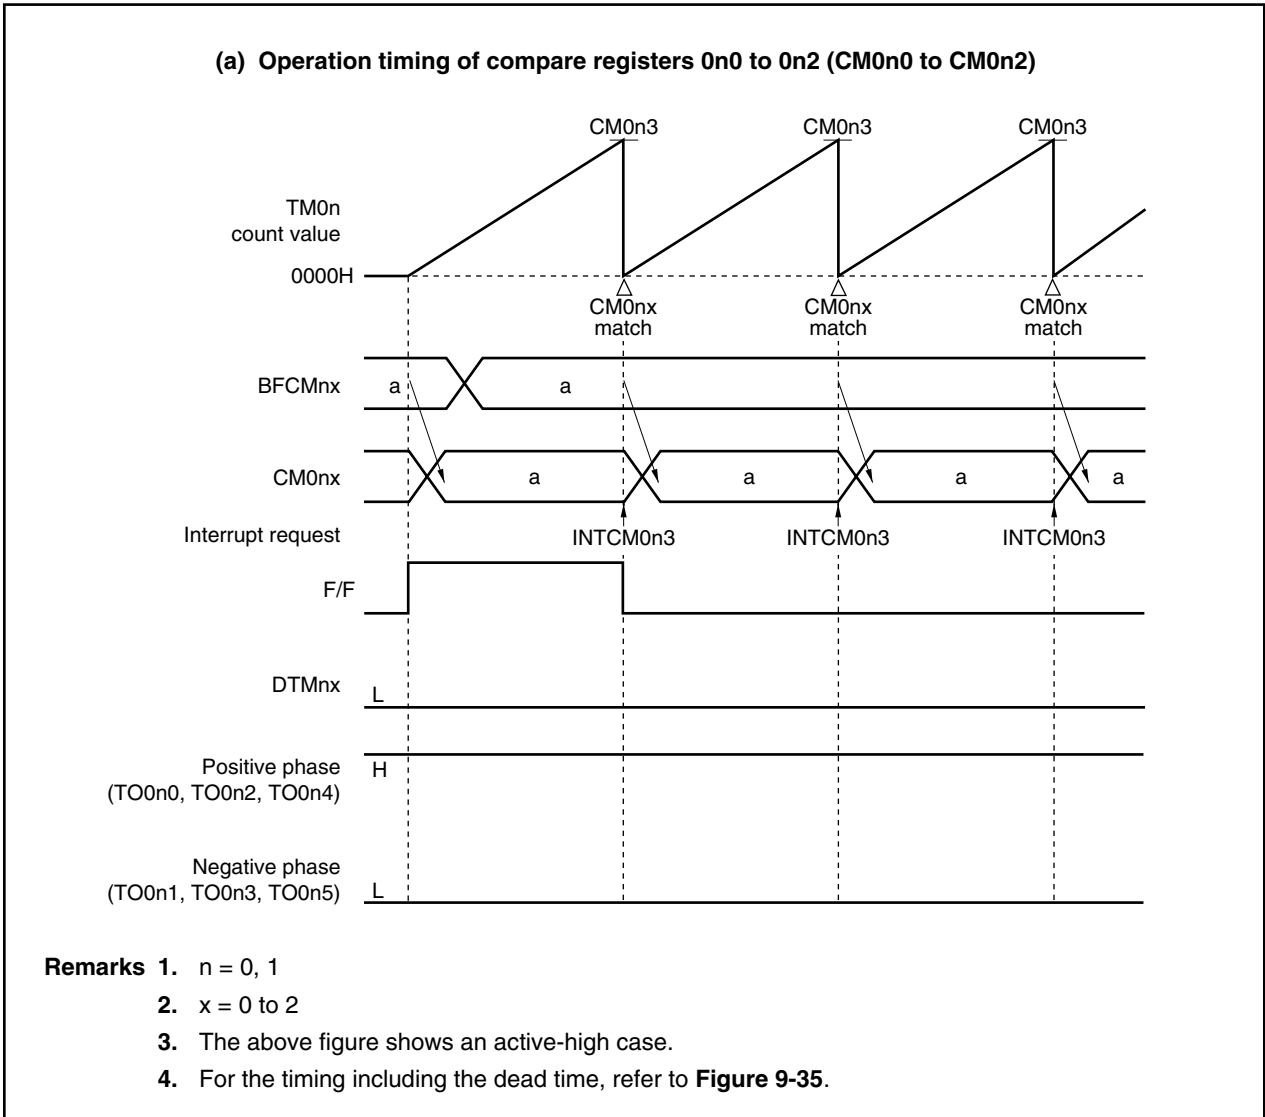 (a) Operation timing of compare registers 0n0 to 0n2 (CM0n0 to CM0n2)
CM0n3 CM0n3 CM0n3
TM0n
count value
0000H
CM0nx CM0nx CM0nx
match match match
BFCMnx a a
CM0nx a a a a
Interrupt request INTCM0n3 INTCM0n3 INTCM0n3
F/F
DTMnx L
Positive phase H
(TO0n0, TO0n2, TO0n4)
Negative phase
(TO0n1, TO0n3, TO0n5) L
Remarks 1. n = 0, 1
2. x = 0 to 2
3. The above figure shows an active-high case.
4. For the timing including the dead time, refer to Figure 9-35.